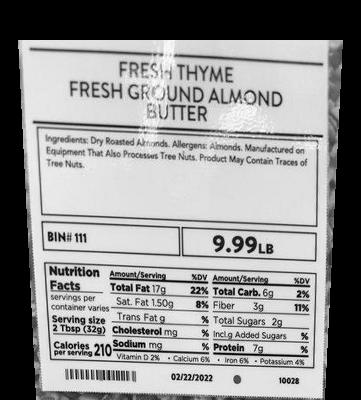 FRESH THYME
FRESH GROUND ALMOND
BUTTER
Ingredients: Dry Roasted Almonds. Allergens: Almonds. Manufactured on
Equipment That Also Processes Tree Nuts. Product May Contain Traces of
Tree Nuts.
BIN# 111
9.99LB
Nutrition
Facts
servings per
container varies
Serving size
2 Tbsp (32g)
Calories
per serving 210
Amount/Serving %DV Amount/Serving %DV
Total Fat 17g 22% Total Carb. 6g 2%
Sat. Fat 1.50g 8% Fiber 3g 11%
Trans Fat g % Total Sugars 2g
Cholesterol mg % Incl.g Added Sugars %
Sodium mg % Protein 7g %
Vitamin D 2% • Calcium 6% • Iron 6% • Potassium 4%
02/22/2022 10028